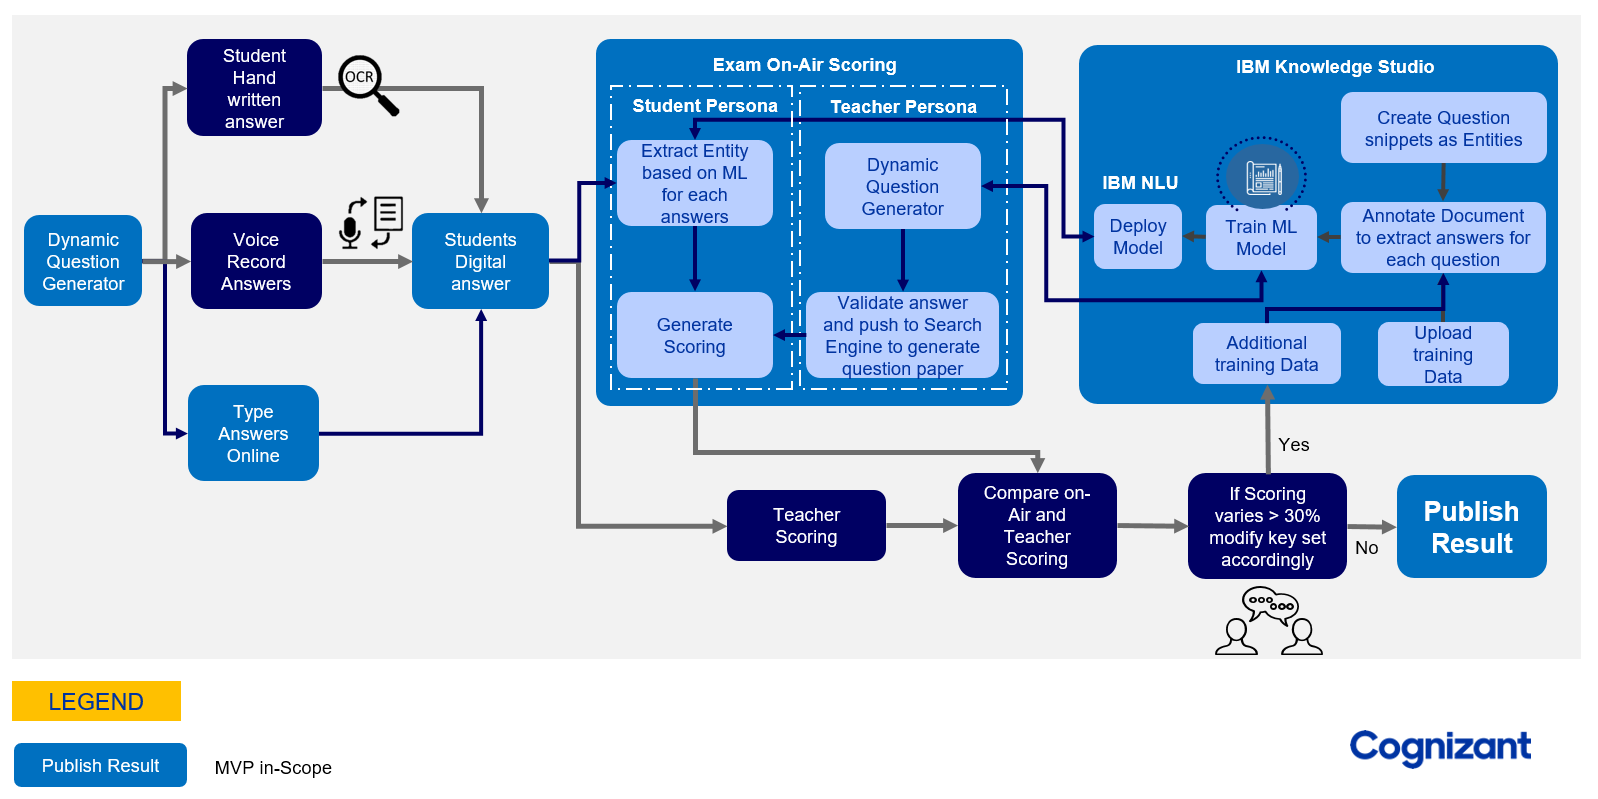 Student
Hand
written
answer
OCR
Dynamic
Question
Generator
Voice
Record
Answers
Students
Digital
answer
Type
Answers
Online
Exam On-Air Scoring
Student Persona
Teacher Persona
Extract Entity
based on ML
for each
answers
Dynamic
Question
Generator
Generate
Scoring
Validate answer
and push to Search
Engine to generate
question paper
IBM Knowledge Studio
Create Question
snippets as Entities
IBM NLU
Deploy
Model
Train ML
Model
Annotate Document
to extract answers for
each question
Additional
training Data
Upload
training
Data
Yes
Teacher
Scoring
Compare on-
Air and
Teacher
Scoring
If Scoring
varies > 30%
modify key set
accordingly
No
Publish
Result
LEGEND
Publish Result
MVP in-Scope
Cognizant